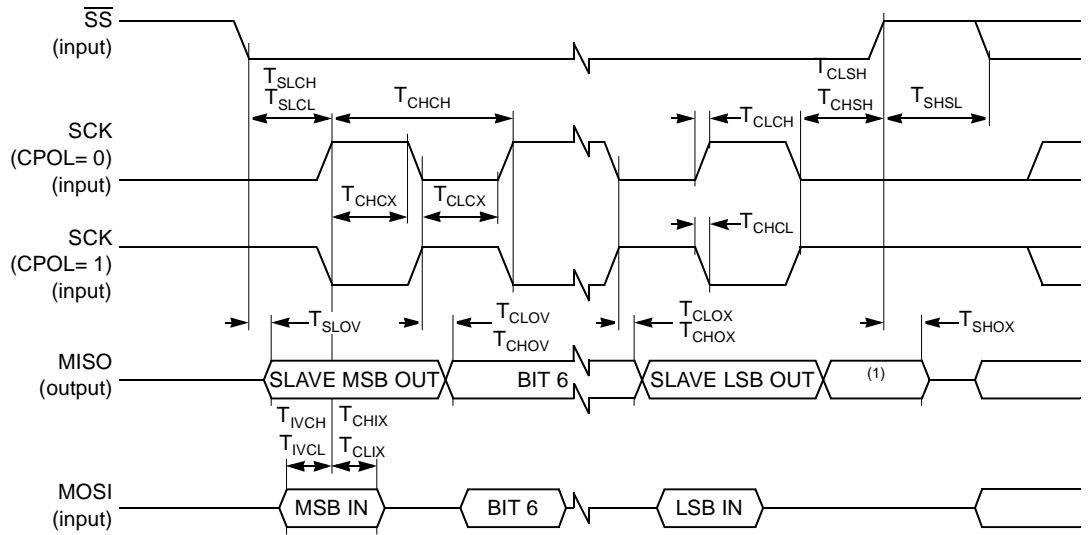 SS
(input)
T_SLCH
T_SLCL
T_CHCH
T_CLCH
T_CLSH
T_CHSH
T_SHSL
SCK
(CPOL= 0)
(input)
T_CHCX
T_CLCX
T_CHCL
SCK
(CPOL= 1)
(input)
T_SLOV
T_CLOV
T_CHOV
T_CLOX
T_CHOX
T_SHOX
MISO
(output)
SLAVE MSB OUT
BIT 6
SLAVE LSB OUT
(1)
T_IVCH
T_IVCL
T_CHIX
T_CLIX
MOSI
(input)
MSB IN
BIT 6
LSB IN